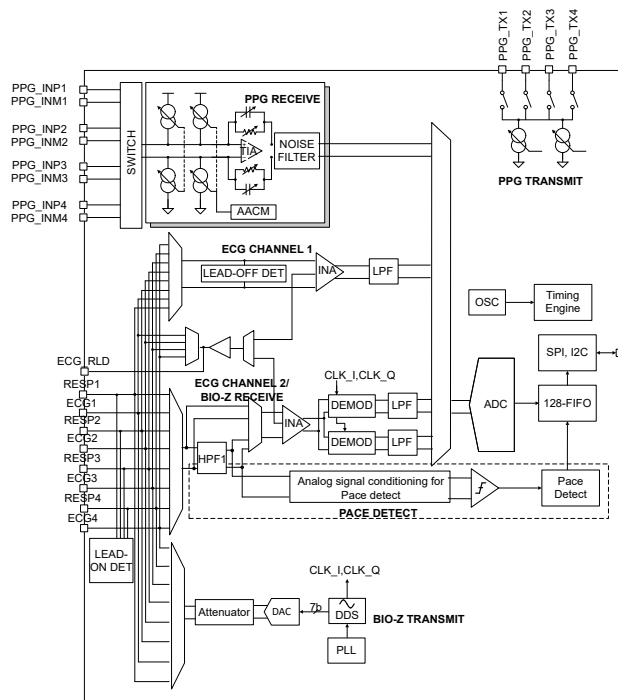 PPG_TX1
PPG_TX2
PPG_TX3
PPG_TX4
PPG_INP1
PPG_INM1
PPG_INP2
PPG_INM2
PPG_INP3
PPG_INM3
PPG_INP4
PPG_INM4
SWITCH
PPG RECEIVE
TIA
NOISE
FILTER
AACM
PPG TRANSMIT
ECG CHANNEL 1
LEAD-OFF DET
INA
LPF
OSC
Timing
Engine
SPI, I2C
ECG_RLD
RESP1
ECG1
RESP2
ECG2
RESP3
ECG3
RESP4
ECG4
ECG CHANNEL 2/
BIO-Z RECEIVE
CLK_I,CLK_Q
INA
DEMOD
LPF
DEMOD
LPF
ADC
128-FIFO
HPF1
Analog signal conditioning for
Pace detect
Pace
Detect
PACE DETECT
LEAD-
ON DET
CLK_I,CLK_Q
Attenuator
DAC
7b
DDS
BIO-Z TRANSMIT
PLL